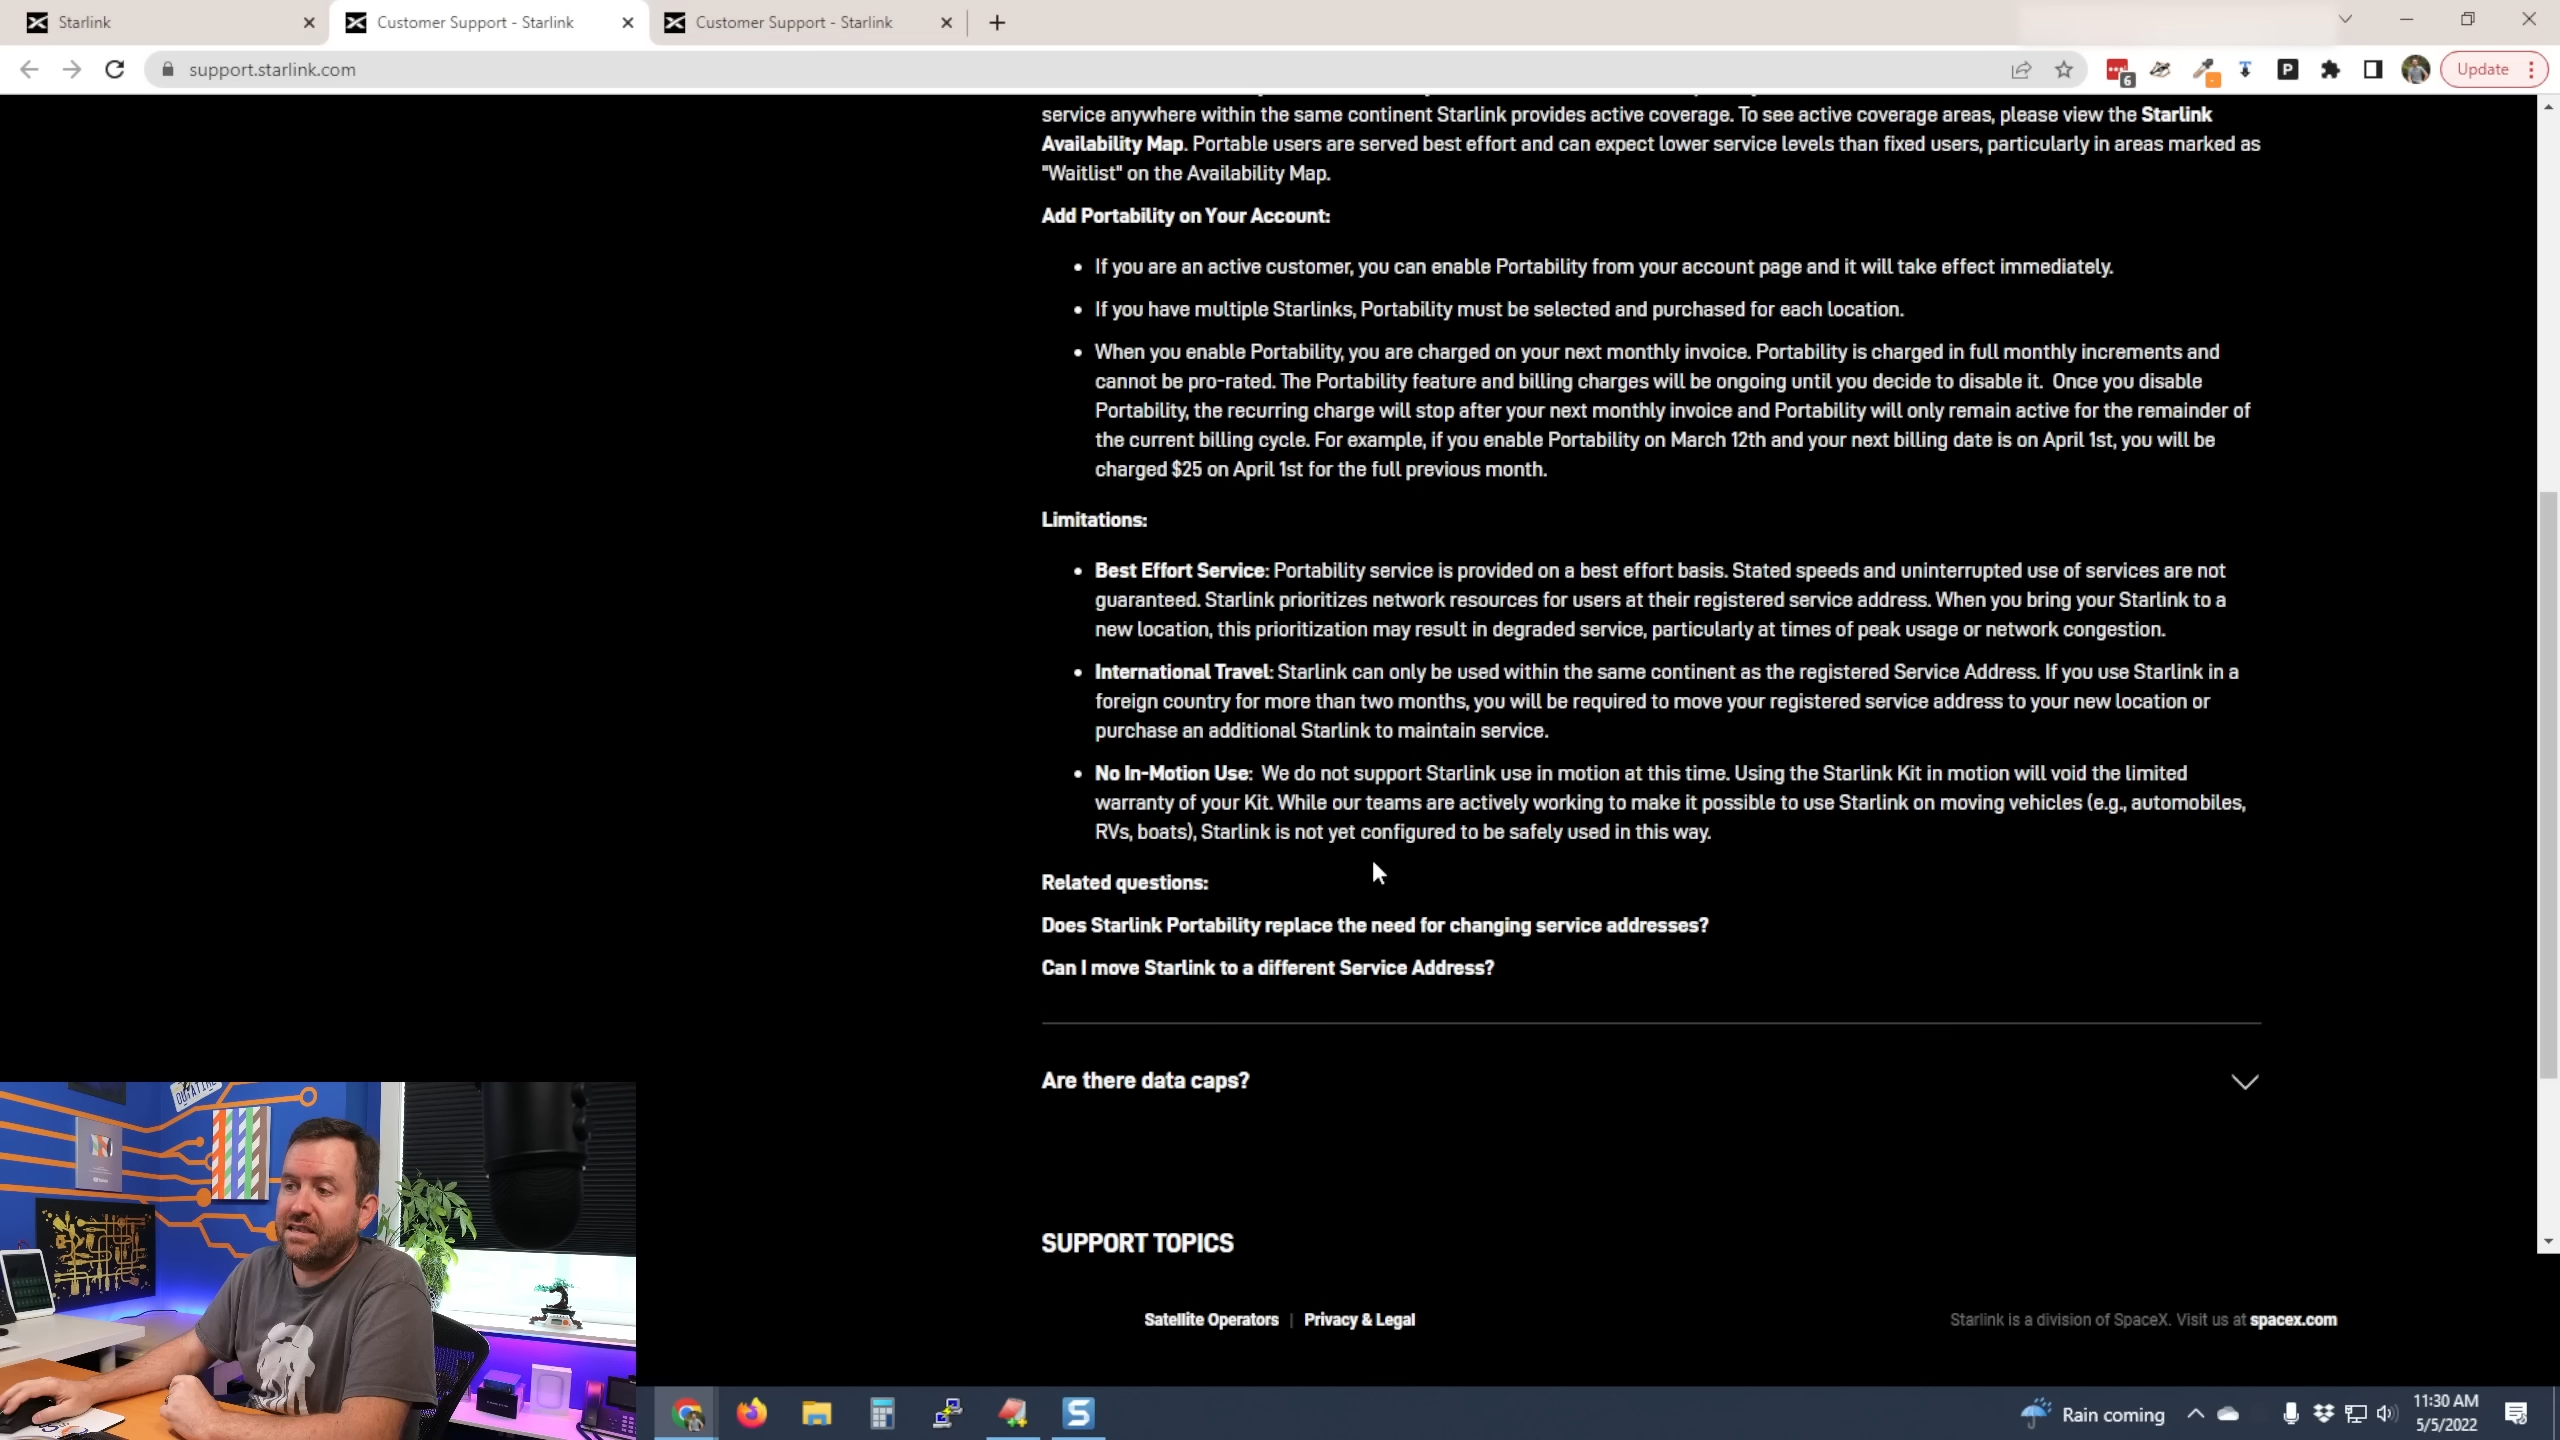 Starlink
Customer Support - Starlink
Customer Support - Starlink
support.starlink.com
6
P
Update
service anywhere within the same continent Starlink provides active coverage. To see active coverage areas, please view the Starlink
Availability Map. Portable users are served best effort and can expect lower service levels than fixed users, particularly in areas marked as
"Waitlist" on the Availability Map.
Add Portability on Your Account:
• If you are an active customer, you can enable Portability from your account page and it will take effect immediately.
• If you have multiple Starlinks, Portability must be selected and purchased for each location.
• When you enable Portability, you are charged on your next monthly invoice. Portability is charged in full monthly increments and
cannot be pro-rated. The Portability feature and billing charges will be ongoing until you decide to disable it. Once you disable
Portability, the recurring charge will stop after your next monthly invoice and Portability will only remain active for the remainder of
the current billing cycle. For example, if you enable Portability on March 12th and your next billing date is on April 1st, you will be
charged $25 on April 1st for the full previous month.
Limitations:
• Best Effort Service: Portability service is provided on a best effort basis. Stated speeds and uninterrupted use of services are not
guaranteed. Starlink prioritizes network resources for users at their registered service address. When you bring your Starlink to a
new location, this prioritization may result in degraded service, particularly at times of peak usage or network congestion.
• International Travel: Starlink can only be used within the same continent as the registered Service Address. If you use Starlink in a
foreign country for more than two months, you will be required to move your registered service address to your new location or
purchase an additional Starlink to maintain service.
• No In-Motion Use: We do not support Starlink use in motion at this time. Using the Starlink Kit in motion will void the limited
warranty of your Kit. While our teams are actively working to make it possible to use Starlink on moving vehicles (e.g., automobiles,
RVs, boats), Starlink is not yet configured to be safely used in this way.
Related questions:
Does Starlink Portability replace the need for changing service addresses?
Can I move Starlink to a different Service Address?
Are there data caps?
SUPPORT TOPICS
Satellite Operators | Privacy & Legal
Starlink is a division of SpaceX. Visit us at spacex.com
S
Rain coming
11:30 AM
5/5/2022